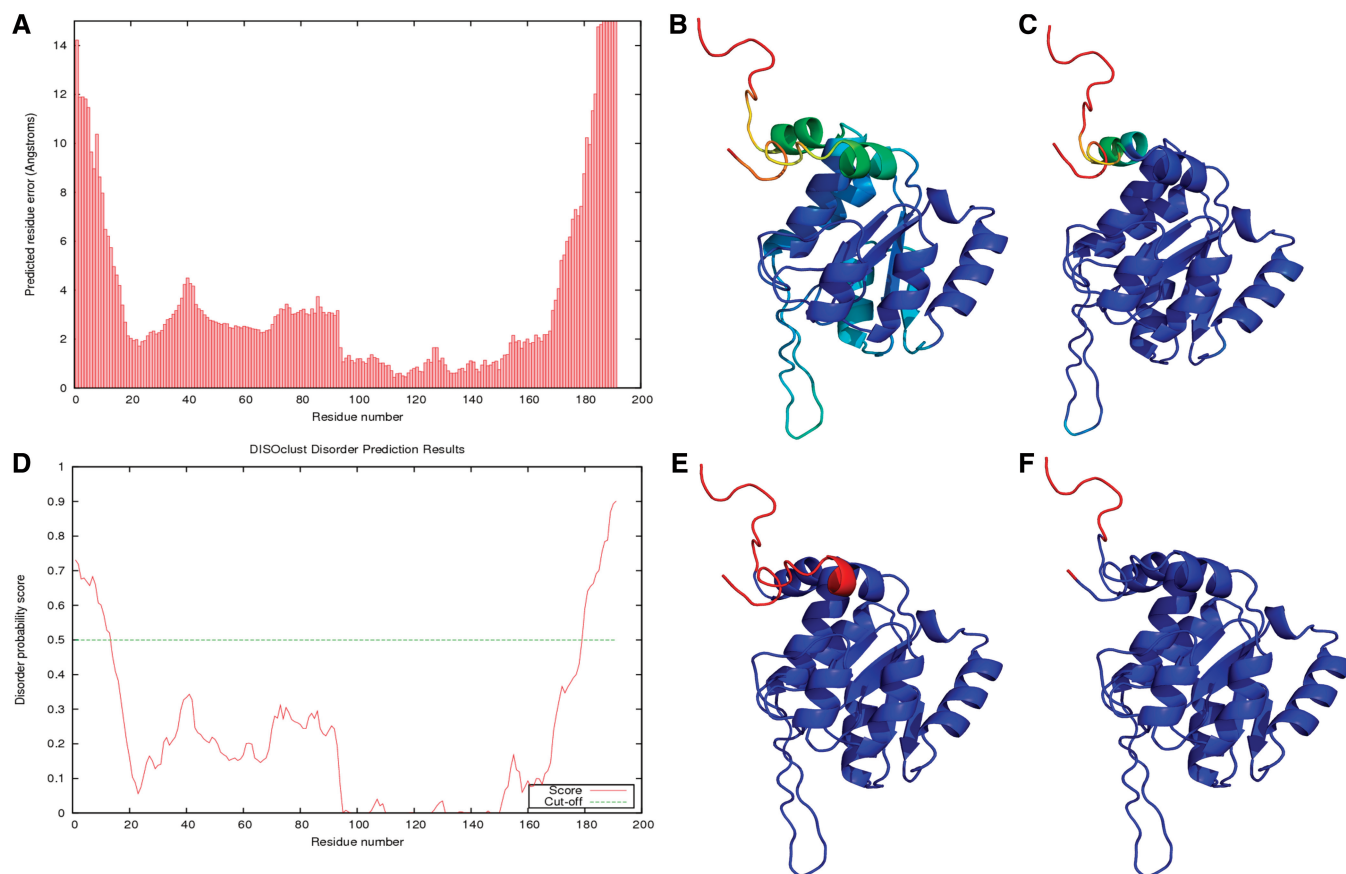 A
B
C
14
12
10
8
6
4
2
0
Predicted residue error (Angstroms)
0 20 40 60 80 100 120 140 160 180 200
Residue number
D
DISOclust Disorder Prediction Results
E
F
1
0.9
0.8
0.7
0.6
0.5
0.4
0.3
0.2
0.1
0
Disorder probability score
Score
Cut-off
0 20 40 60 80 100 120 140 160 180 200
Residue number